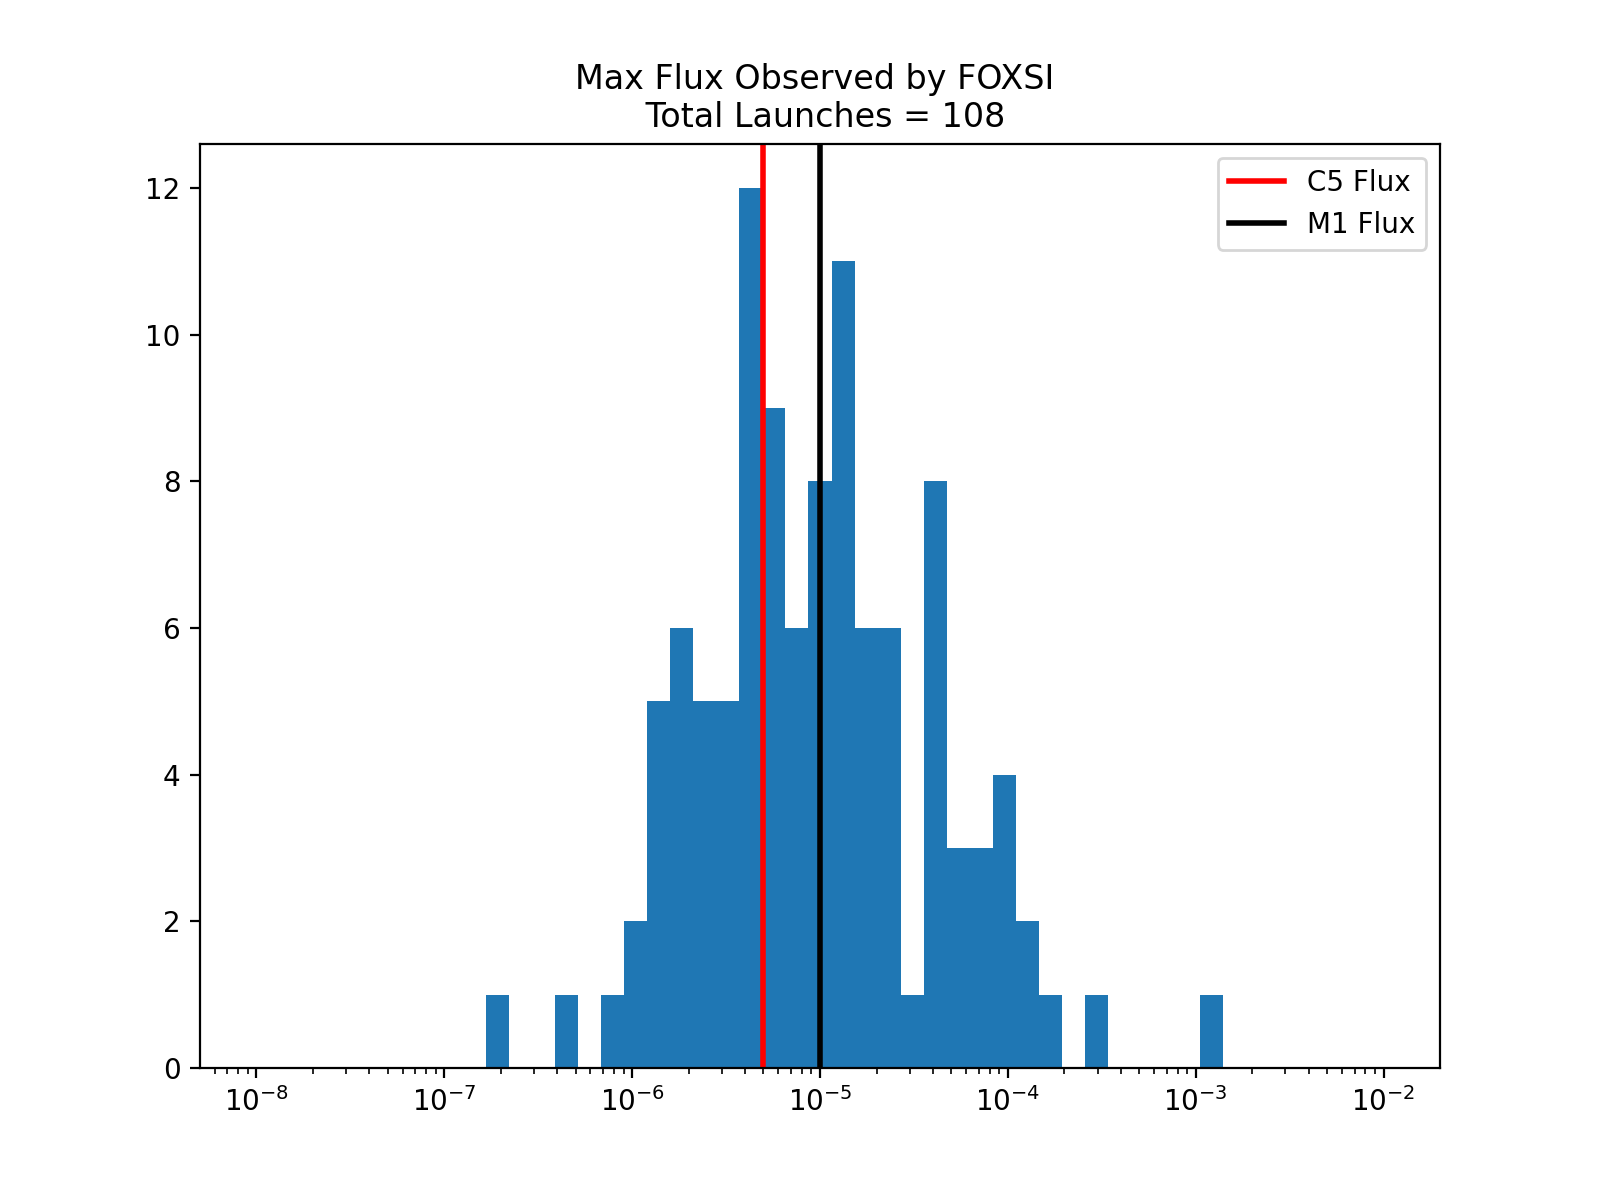 Max Flux Observed by FOXSI
Total Launches = 108
C5 Flux
M1 Flux
12
10
8
6
4
2
0
10⁻⁸ 10⁻⁷ 10⁻⁶ 10⁻⁵ 10⁻⁴ 10⁻³ 10⁻²